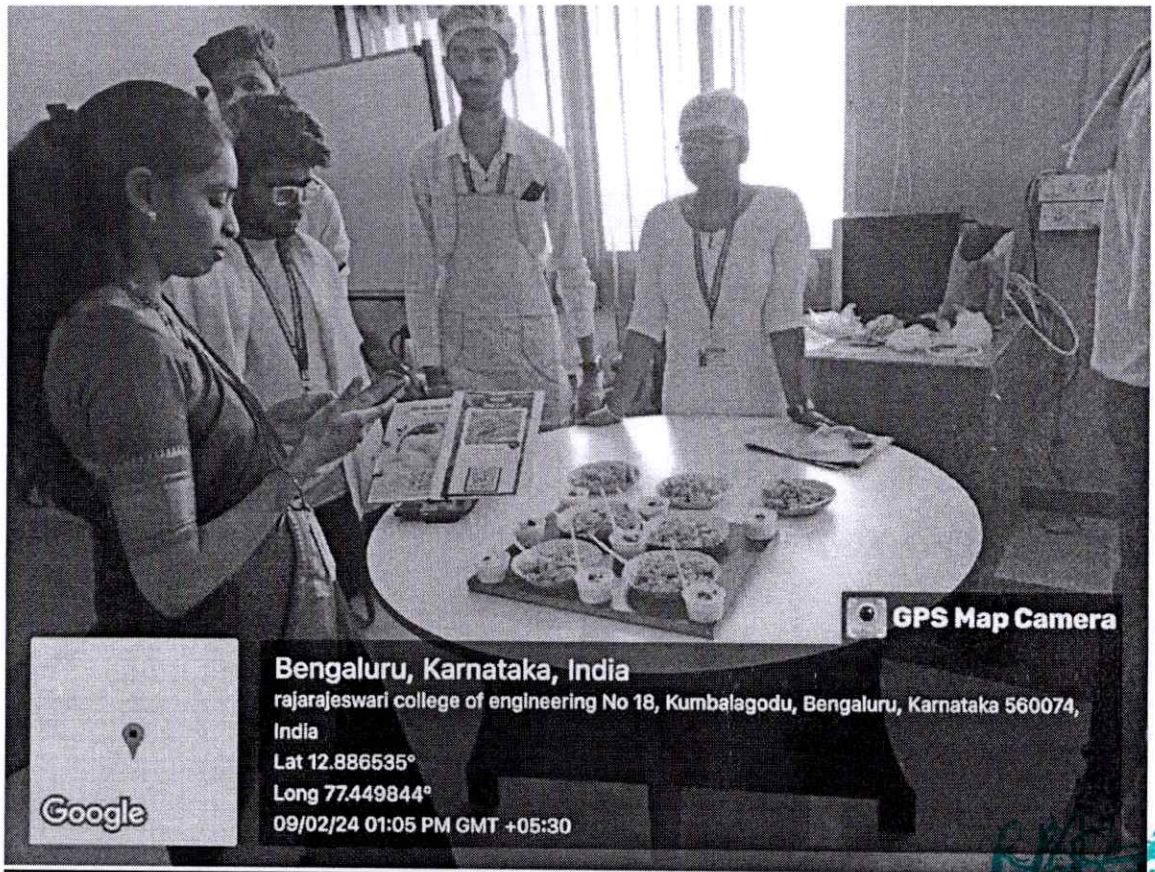 GPS Map Camera
Bengaluru, Karnataka, India
rajarajeswari college of engineering No 18, Kumbalagodu, Bengaluru, Karnataka 560074,
India
Lat 12.886535°
Long 77.449844°
09/02/24 01:05 PM GMT +05:30
Google